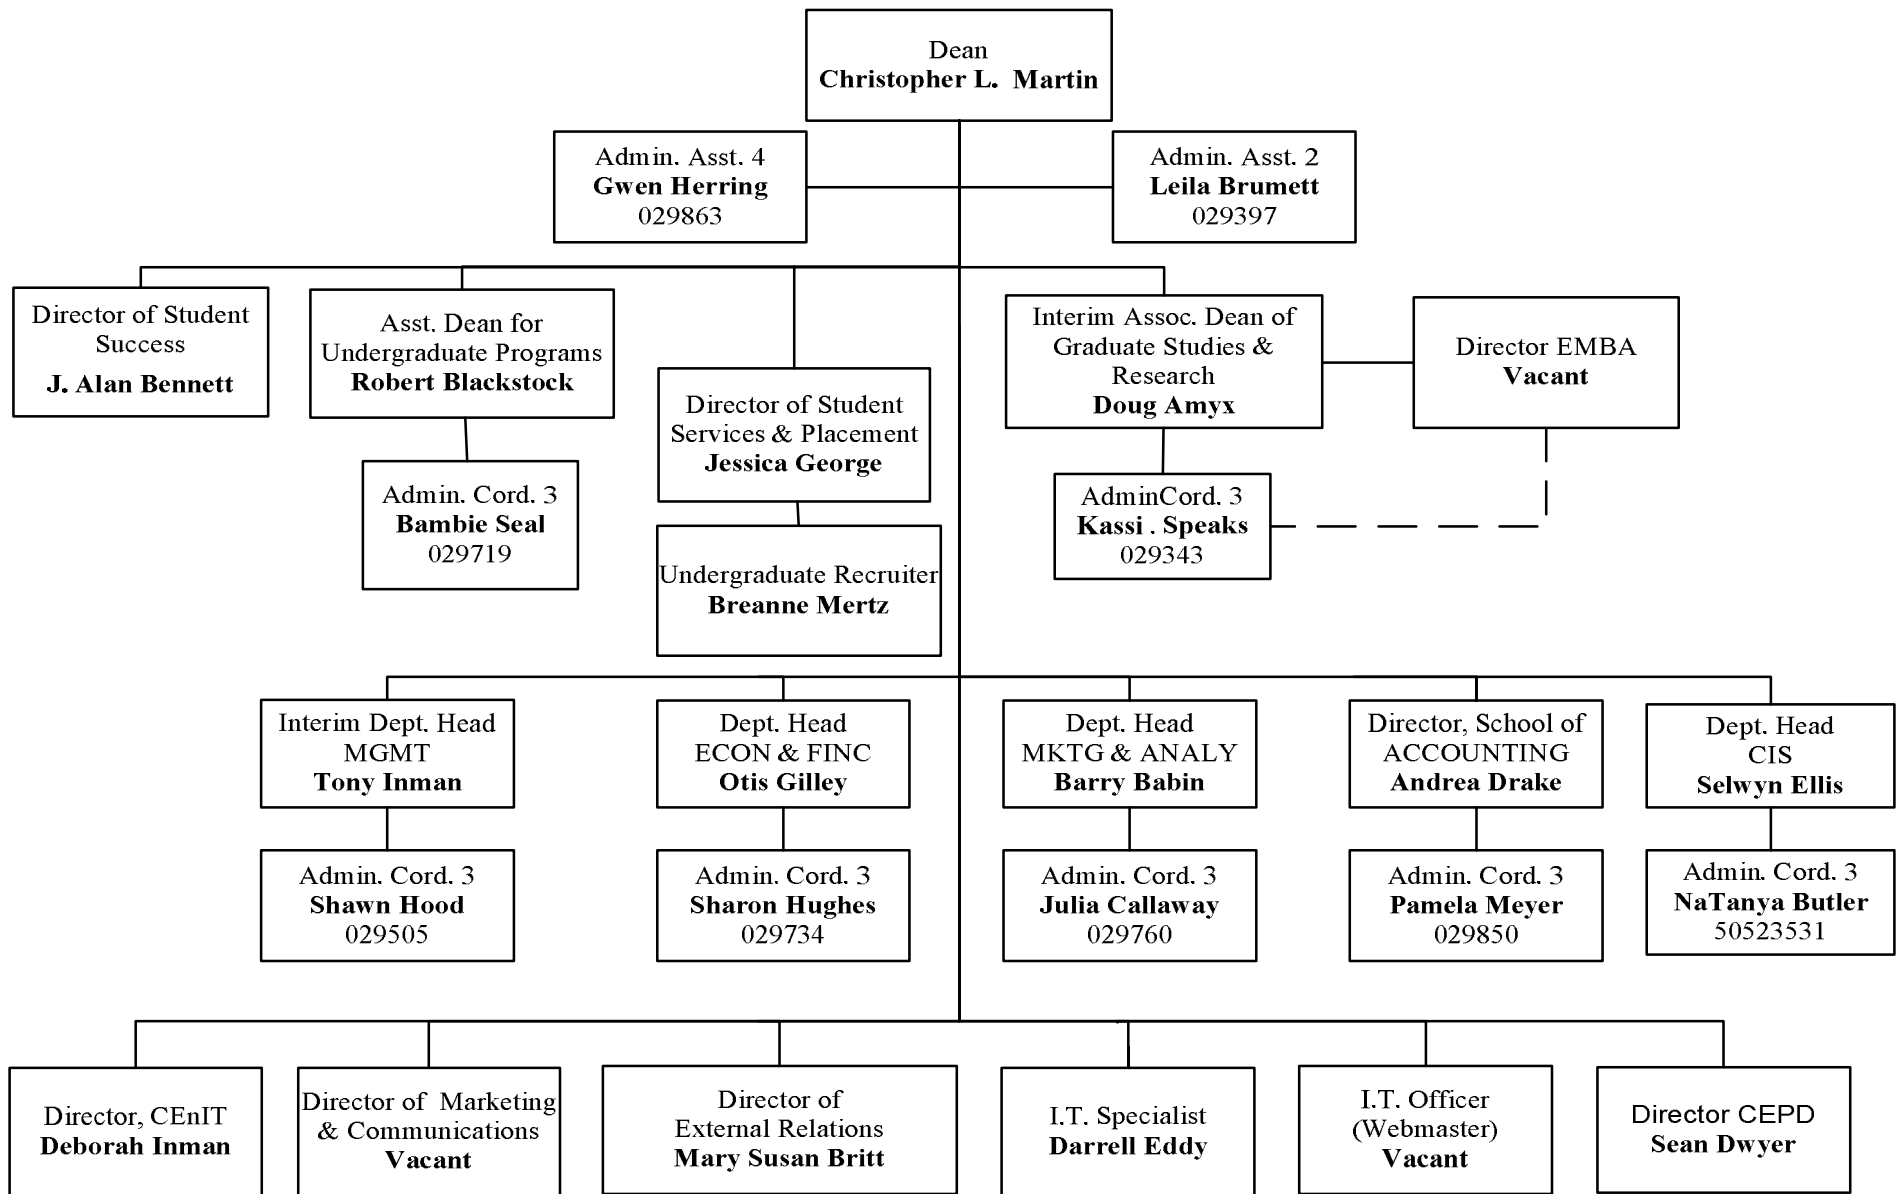 Dean
Christopher L. Martin
Admin. Asst. 4
Gwen Herring
029863
Admin. Asst. 2
Leila Brumett
029397
Director of Student
Success
J. Alan Bennett
Asst. Dean for
Undergraduate Programs
Robert Blackstock
Director of Student
Services & Placement
Jessica George
Interim Assoc. Dean of
Graduate Studies &
Research
Doug Amyx
Director EMBA
Vacant
Admin. Cord. 3
Bambie Seal
029719
Undergraduate Recruiter
Breanne Mertz
AdminCord. 3
Kassi . Speaks
029343
Interim Dept. Head
MGMT
Tony Inman
Dept. Head
ECON & FINC
Otis Gilley
Dept. Head
MKTG & ANALY
Barry Babin
Director, School of
ACCOUNTING
Andrea Drake
Dept. Head
CIS
Selwyn Ellis
Admin. Cord. 3
Shawn Hood
029505
Admin. Cord. 3
Sharon Hughes
029734
Admin. Cord. 3
Julia Callaway
029760
Admin. Cord. 3
Pamela Meyer
029850
Admin. Cord. 3
NaTanya Butler
50523531
Director, CEnIT
Deborah Inman
Director of Marketing
& Communications
Vacant
Director of
External Relations
Mary Susan Britt
I.T. Specialist
Darrell Eddy
I.T. Officer
(Webmaster)
Vacant
Director CEPD
Sean Dwyer